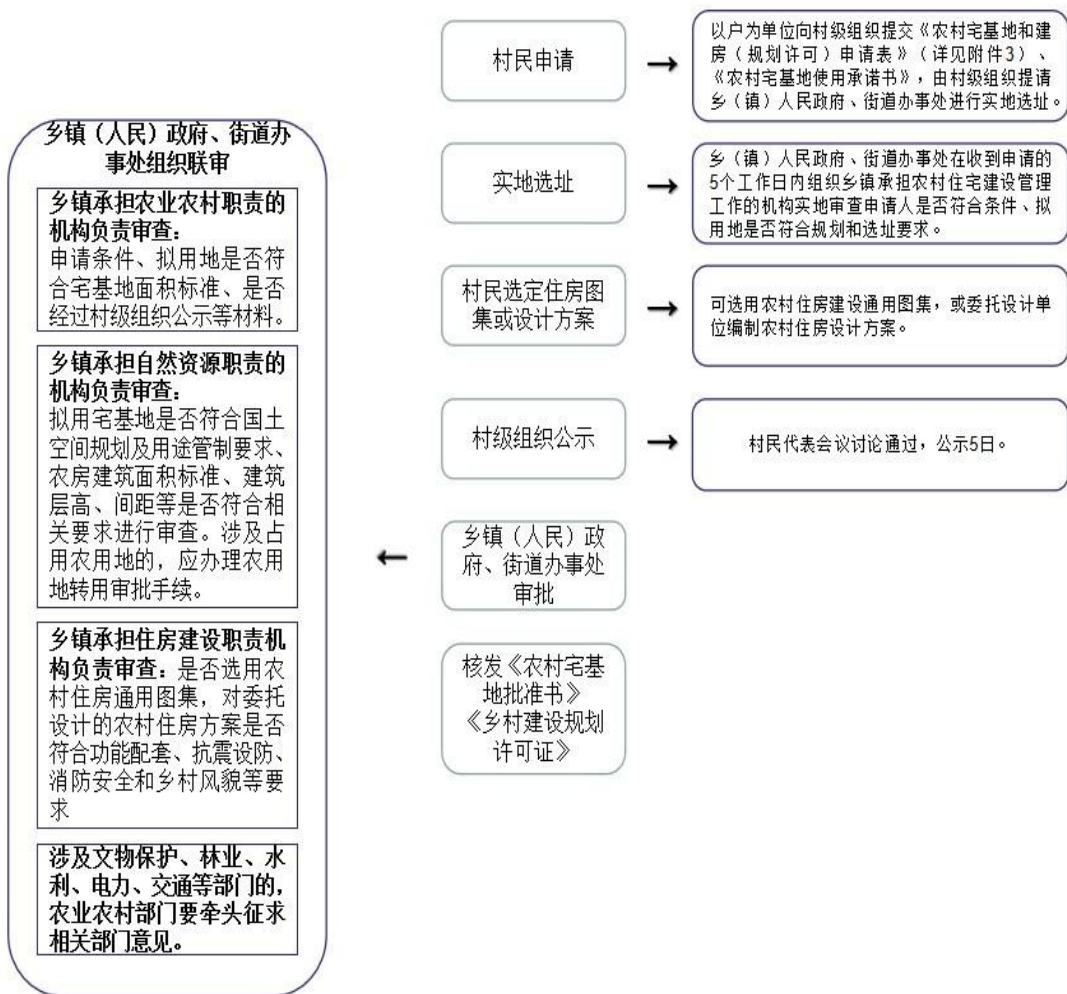 村民申请
以户为单位向村级组织提交《农村宅基地和建
房（规划许可）申请表》（详见附件3）、
《农村宅基地使用承诺书》，由村级组织提请
乡（镇）人民政府、街道办事处进行实地选址。
实地选址
乡（镇）人民政府、街道办事处在收到申请的
5个工作日内组织乡镇承担农村住宅建设管理
工作的机构实地审查申请人是否符合条件、拟
用地是否符合规划和选址要求。
村民选定住房图
集或设计方案
可选用农村住房建设通用图集，或委托设计单
位编制农村住房设计方案。
村级组织公示
村民代表会议讨论通过，公示5日。
乡镇（人民）政
府、街道办事处
审批
核发《农村宅基
地批准书》
《乡村建设规划
许可证》
乡镇（人民）政府、街道办
事处组织联审
乡镇承担农业农村职责的
机构负责审查：
申请条件、拟用地是否符
合宅基地面积标准、是否
经过村级组织公示等材料。
乡镇承担自然资源职责的
机构负责审查：
拟用宅基地是否符合国土
空间规划及用途管制要求、
农房建筑面积标准、建筑
层高、间距等是否符合相
关要求进行审查。涉及占
用农用地的，应办理农用
地转用审批手续。
乡镇承担住房建设职责机
构负责审查：是否选用农
村住房通用图集，对委托
设计的农村住房方案是否
符合功能配套、抗震设防、
消防安全和乡村风貌等要
求
涉及文物保护、林业、水
利、电力、交通等部门的，
农业农村部门要牵头征求
相关部门意见。